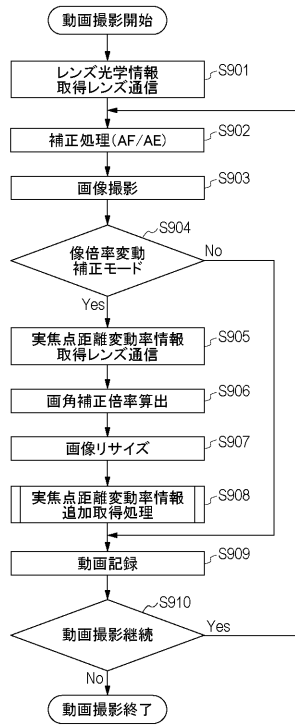 動画撮影開始
レンズ光学情報
取得レンズ通信
S901
補正処理(AF/AE)
S902
画像撮影
S903
S904
像倍率変動
補正モード
No
Yes
実焦点距離変動率情報
取得レンズ通信
S905
画角補正倍率算出
S906
画像リサイズ
S907
実焦点距離変動率情報
追加取得処理
S908
動画記録
S909
S910
動画撮影継続
Yes
No
動画撮影終了